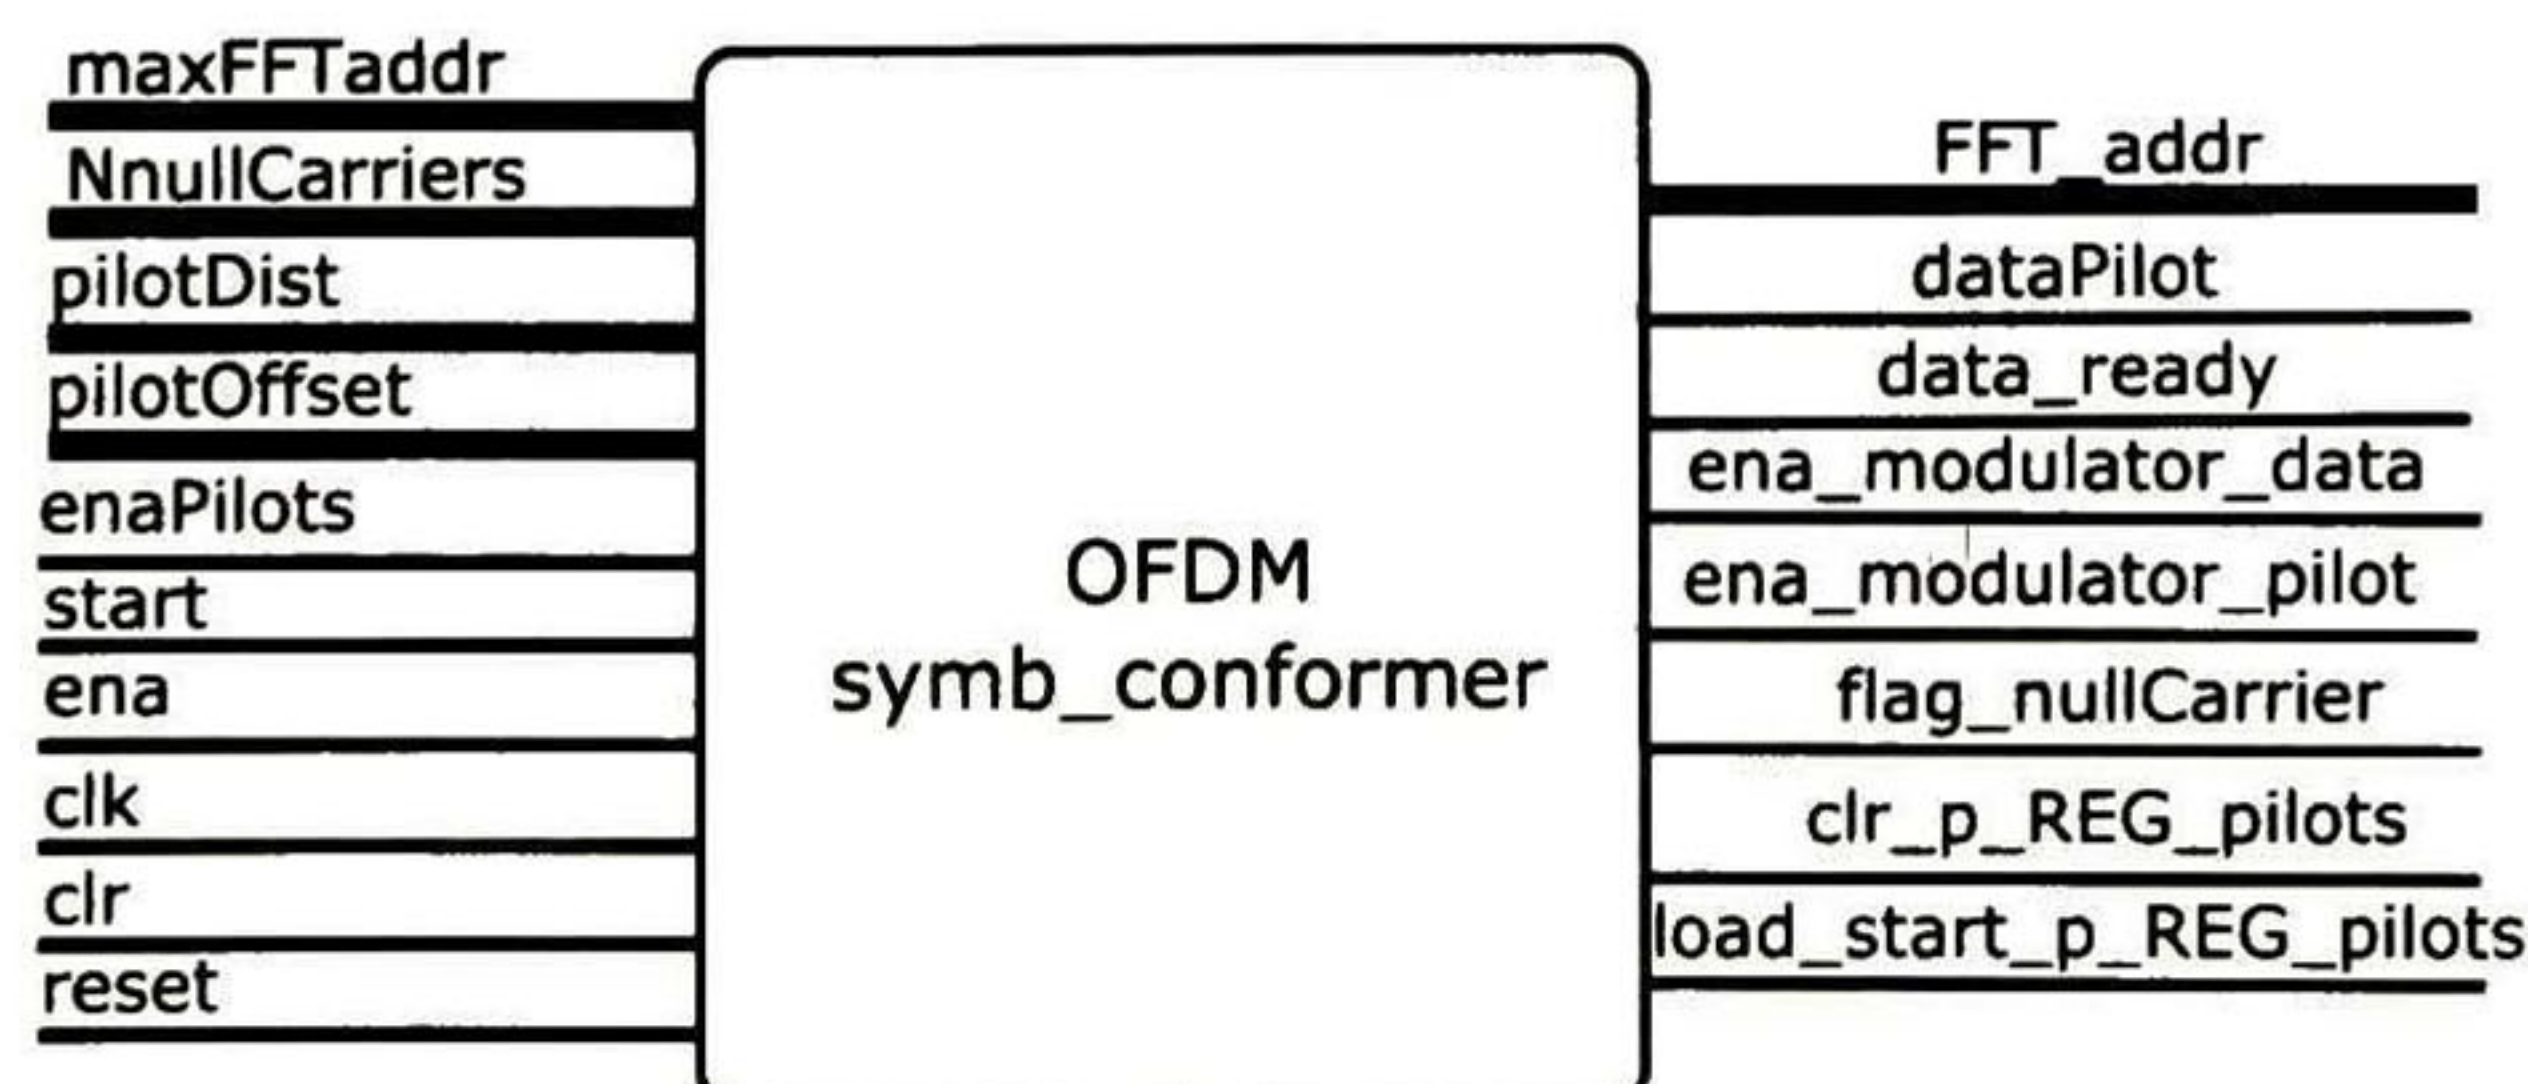 maxFFTaddr
NnullCarriers
pilotDist
pilotOffset
enaPilots
start
ena
clk
clr
reset
OFDM
symb_conformer
FFT_addr
dataPilot
data_ready
ena_modulator_data
ena_modulator_pilot
flag_nullCarrier
clr_p_REG_pilots
load_start_p_REG_pilots